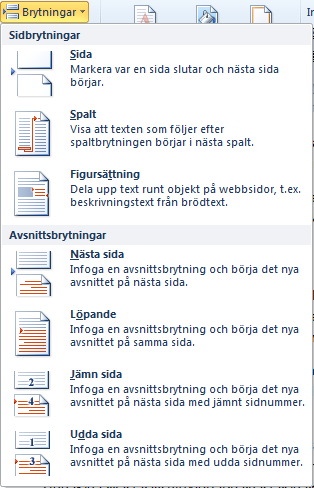 Brytningar
Sidbrytningar
Sida
Markera var en sida slutar och nästa sida
börjar.
Spalt
Visa att texten som följer efter
spaltbrytningen börjar i nästa spalt.
Figursättning
Dela upp text runt objekt på webbsidor, t.ex.
beskrivningstext från brödtext.
Avsnittsbrytningar
Nästa sida
Infoga en avsnittsbrytning och börja det nya
avsnittet på nästa sida.
Löpande
Infoga en avsnittsbrytning och börja det nya
avsnittet på samma sida.
Jämn sida
2
4
Infoga en avsnittsbrytning och börja det nya
avsnittet på nästa sida med jämnt sidnummer.
Udda sida
1
3
Infoga en avsnittsbrytning och börja det nya
avsnittet på nästa sida med udda sidnummer.